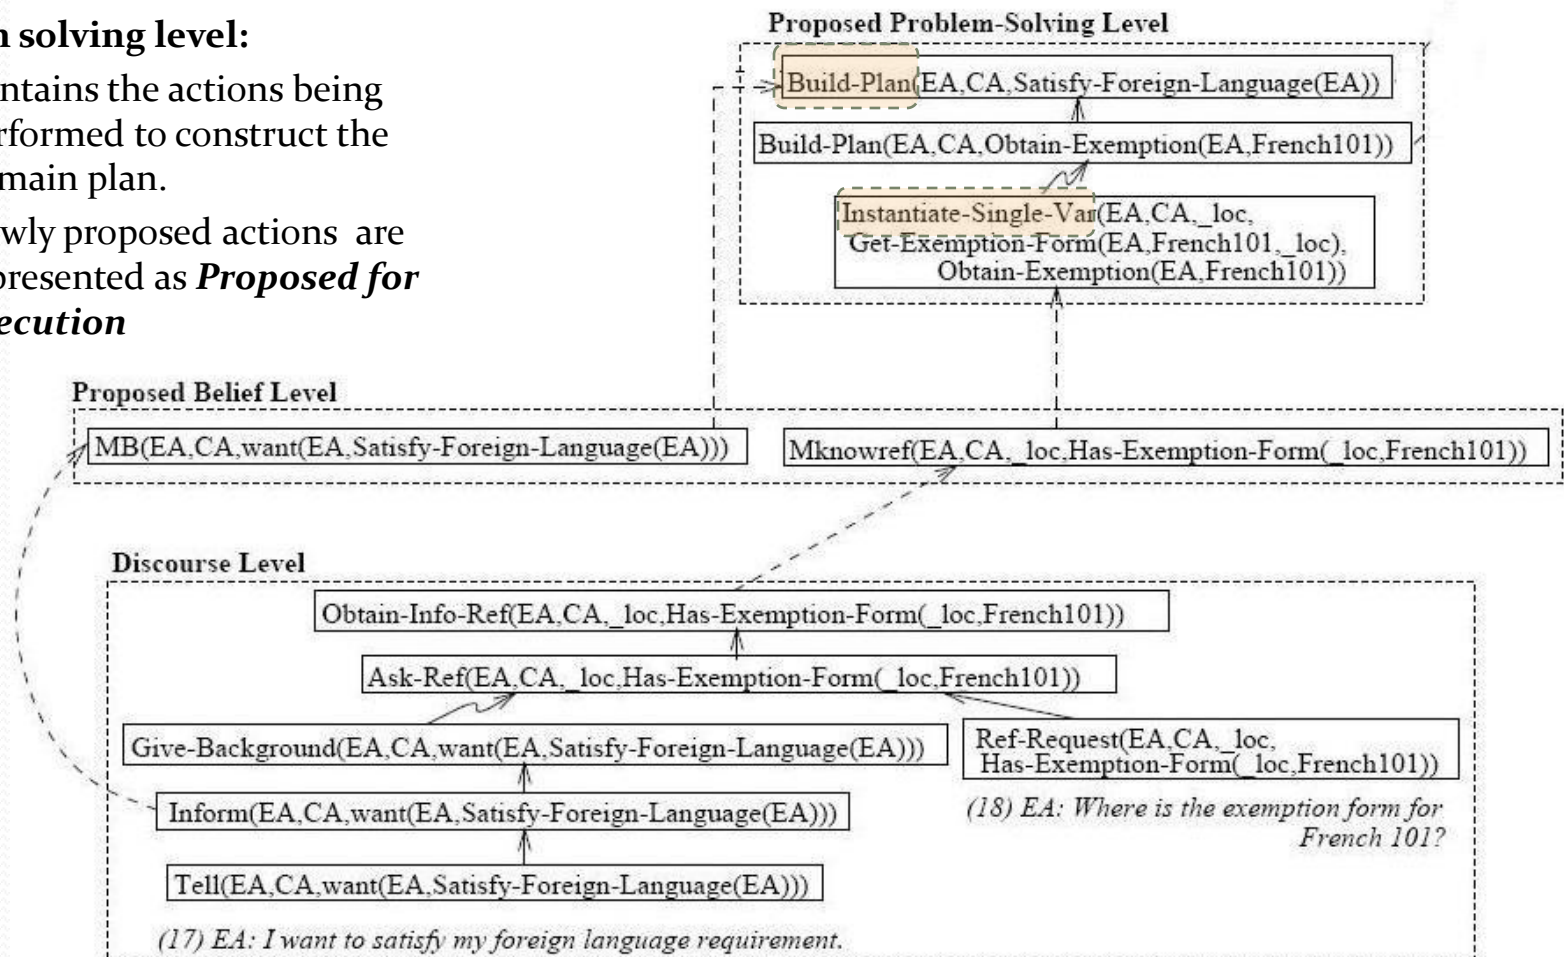 n solving level:
ntains the actions being
rformed to construct the
main plan.
wly proposed actions are
presented as Proposed for
ecution
Proposed Problem-Solving Level
Build-Plan(EA,CA,Satisfy-Foreign-Language(EA))
Build-Plan(EA,CA,Obtain-Exemption(EA,French101))
Instantiate-Single-Var(EA,CA,_loc,
Get-Exemption-Form(EA,French101,_loc),
Obtain-Exemption(EA,French101))
Proposed Belief Level
MB(EA,CA,want(EA,Satisfy-Foreign-Language(EA)))
Mknowref(EA,CA,_loc,Has-Exemption-Form(_loc,French101))
Discourse Level
Obtain-Info-Ref(EA,CA,_loc,Has-Exemption-Form(_loc,French101))
Ask-Ref(EA,CA,_loc,Has-Exemption-Form(_loc,French101))
Give-Background(EA,CA,want(EA,Satisfy-Foreign-Language(EA)))
Ref-Request(EA,CA,_loc,
Has-Exemption-Form(_loc,French101))
Inform(EA,CA,want(EA,Satisfy-Foreign-Language(EA)))
(18) EA: Where is the exemption form for
French 101?
Tell(EA,CA,want(EA,Satisfy-Foreign-Language(EA)))
(17) EA: I want to satisfy my foreign language requirement.